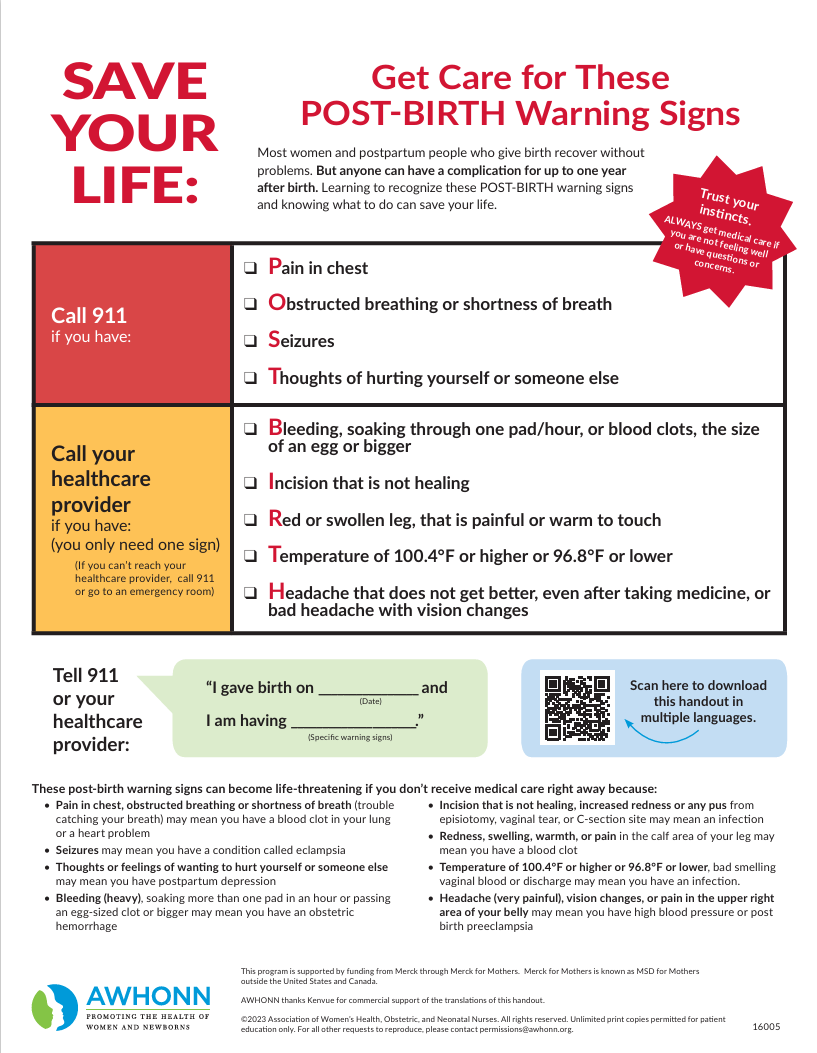 SAVE
YOUR
LIFE:
Get Care for These
POST-BIRTH Warning Signs
Most women and postpartum people who give birth recover without
problems. But anyone can have a complication for up to one year
after birth. Learning to recognize these POST-BIRTH warning signs
and knowing what to do can save your life.
Trust your
instincts.
ALWAYS get medical care if
you are not feeling well
or have questions or
concerns.
Call 911
if you have:
❏ Pain in chest
❏ Obstructed breathing or shortness of breath
❏ Seizures
❏ Thoughts of hurting yourself or someone else
Call your
healthcare
provider
if you have:
(you only need one sign)
(If you can’t reach your
healthcare provider, call 911
or go to an emergency room)
❏ Bleeding, soaking through one pad/hour, or blood clots, the size
of an egg or bigger
❏ Incision that is not healing
❏ Red or swollen leg, that is painful or warm to touch
❏ Temperature of 100.4°F or higher or 96.8°F or lower
❏ Headache that does not get better, even after taking medicine, or
bad headache with vision changes
Tell 911
or your
healthcare
provider:
“I gave birth on ____________ and
(Date)
I am having _______________.”
(Specific warning signs)
Scan here to download
this handout in
multiple languages.
These post-birth warning signs can become life-threatening if you don’t receive medical care right away because:
• Pain in chest, obstructed breathing or shortness of breath (trouble
catching your breath) may mean you have a blood clot in your lung
or a heart problem
• Seizures may mean you have a condition called eclampsia
• Thoughts or feelings of wanting to hurt yourself or someone else
may mean you have postpartum depression
• Bleeding (heavy), soaking more than one pad in an hour or passing
an egg-sized clot or bigger may mean you have an obstetric
hemorrhage
• Incision that is not healing, increased redness or any pus from
episiotomy, vaginal tear, or C-section site may mean an infection
• Redness, swelling, warmth, or pain in the calf area of your leg may
mean you have a blood clot
• Temperature of 100.4°F or higher or 96.8°F or lower, bad smelling
vaginal blood or discharge may mean you have an infection.
• Headache (very painful), vision changes, or pain in the upper right
area of your belly may mean you have high blood pressure or post
birth preeclampsia
AWHONN
PROMOTING THE HEALTH OF
WOMEN AND NEWBORNS
This program is supported by funding from Merck through Merck for Mothers. Merck for Mothers is known as MSD for Mothers
outside the United States and Canada.
AWHONN thanks Kenvue for commercial support of the translations of this handout.
©2023 Association of Women’s Health, Obstetric, and Neonatal Nurses. All rights reserved. Unlimited print copies permitted for patient
education only. For all other requests to reproduce, please contact permissions@awhonn.org.
16005